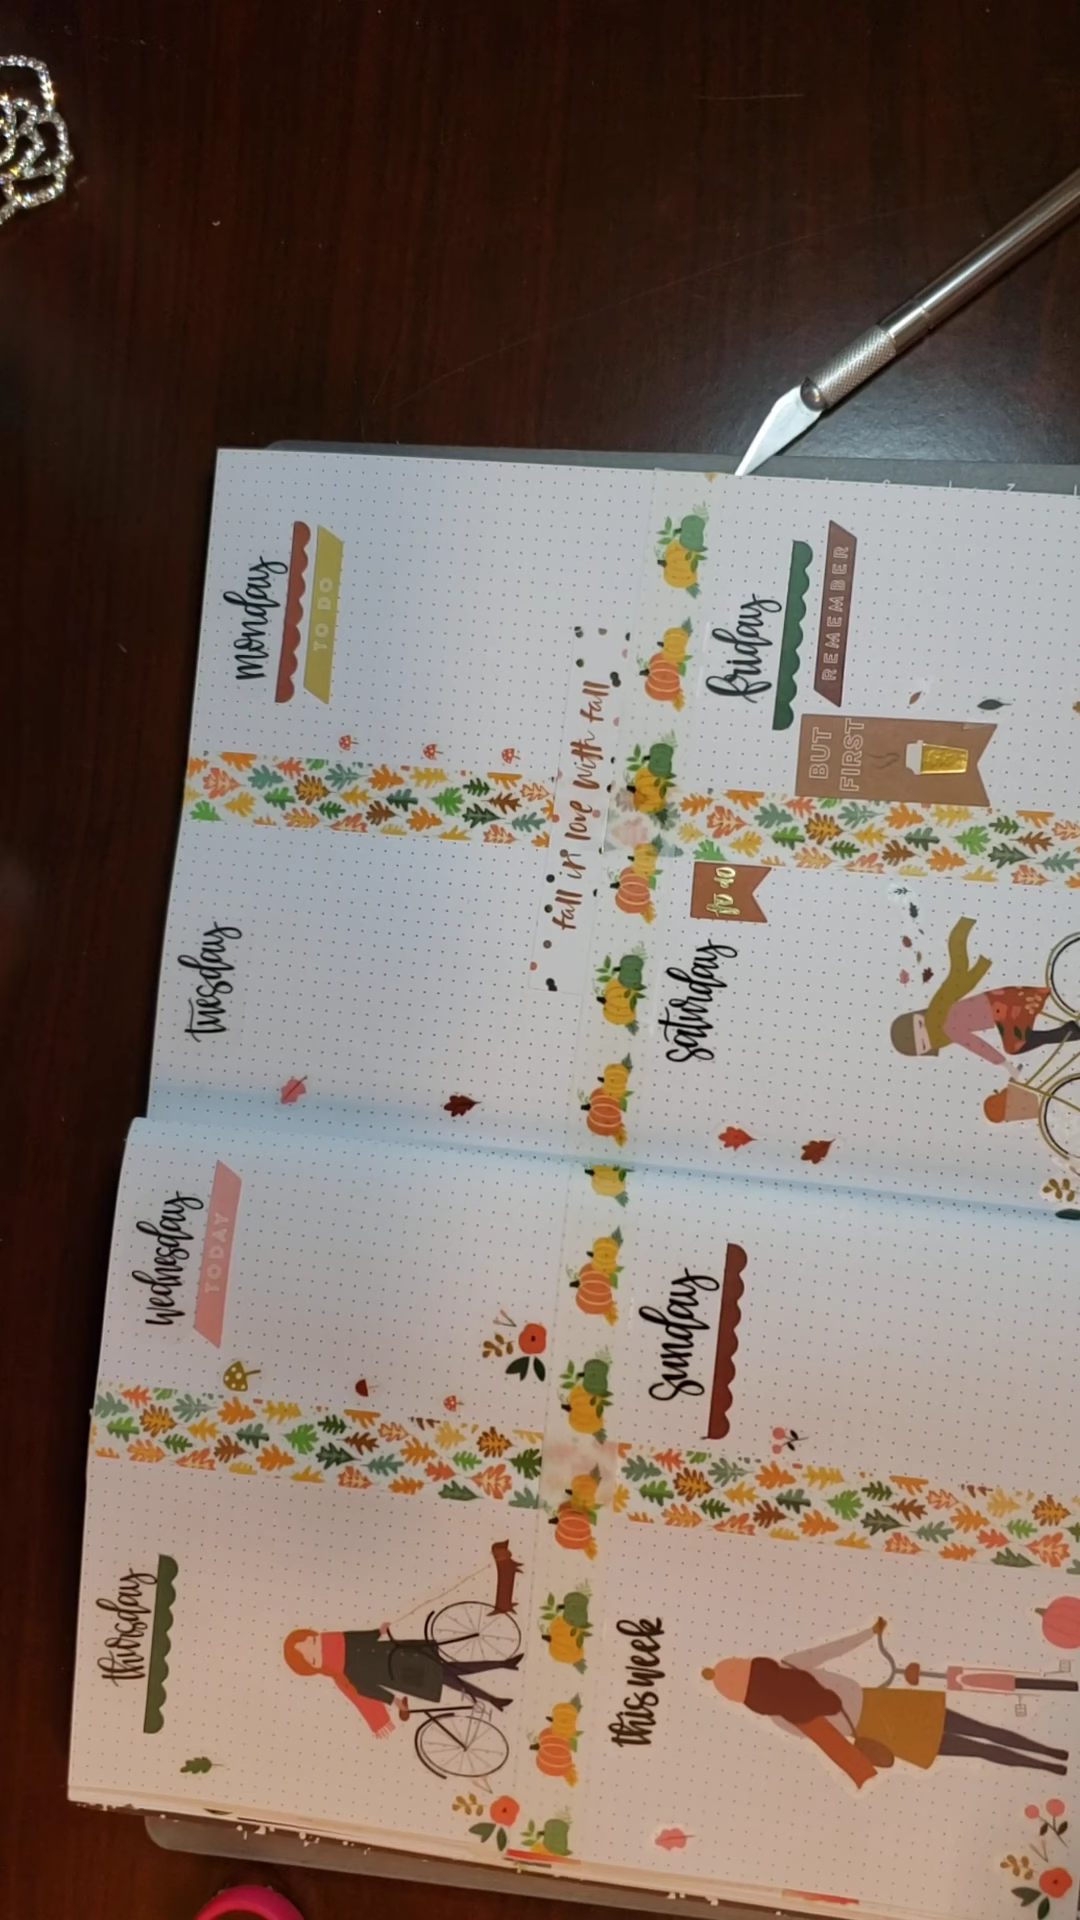 monday
TO DO
tuesday
wednesday
TODAY
thursday
fall in love with fall
friday
REMEMBER
BUT
FIRST
to do
saturday
sunday
this week